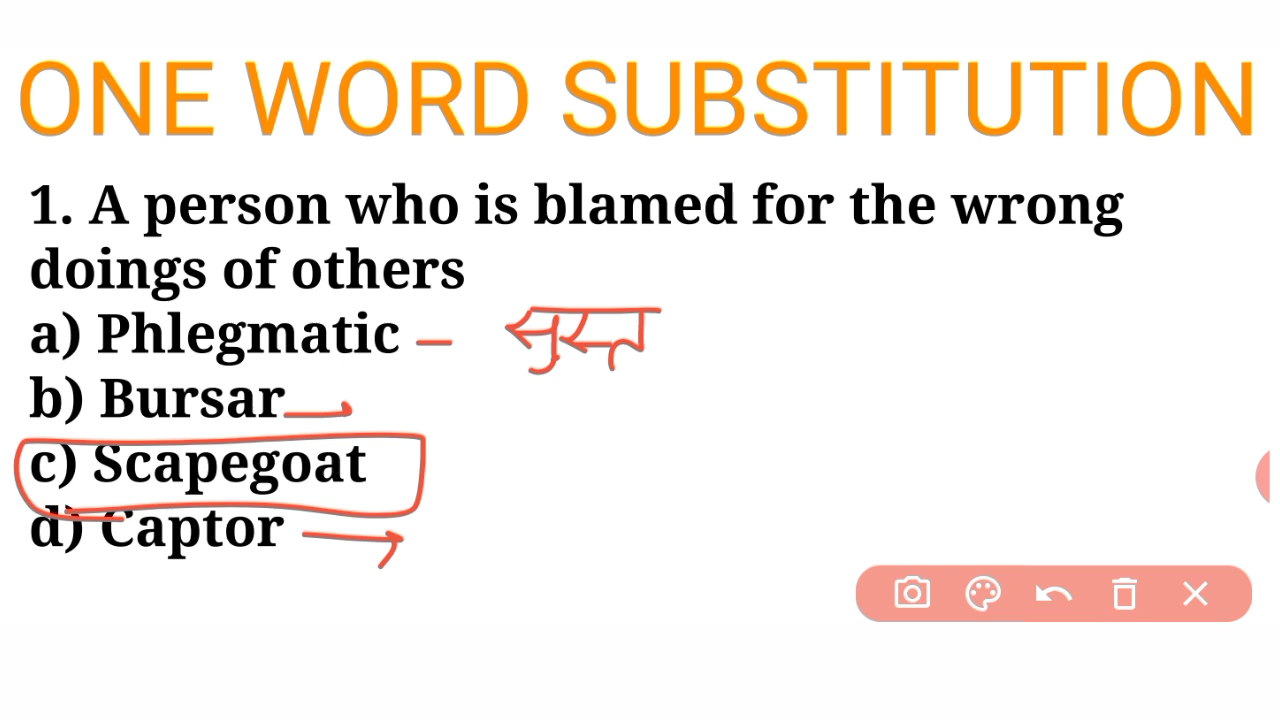 ONE WORD SUBSTITUTION
1. A person who is blamed for the wrong
doings of others
a) Phlegmatic – सुस्त
b) Bursar
c) Scapegoat
d) Captor